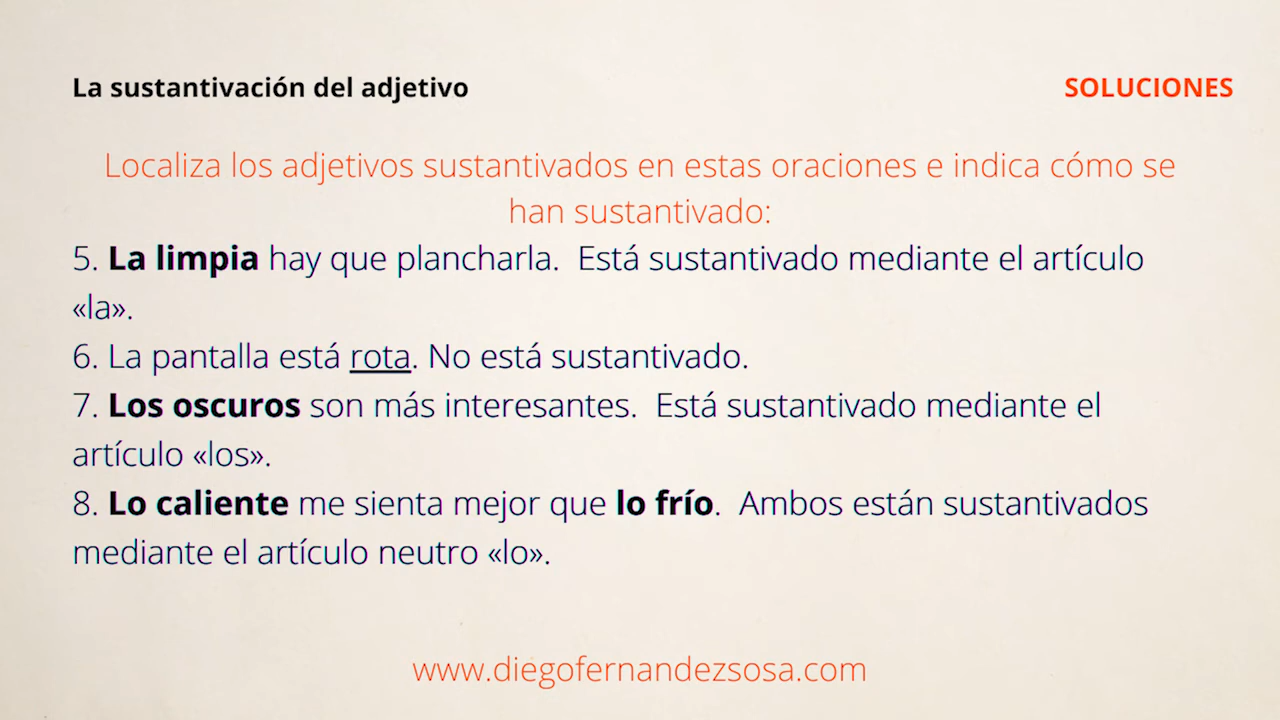 La sustantivación del adjetivo
SOLUCIONES
Localiza los adjetivos sustantivados en estas oraciones e indica cómo se
han sustantivado:
5. La limpia hay que plancharla.  Está sustantivado mediante el artículo
«la».
6. La pantalla está rota. No está sustantivado.
7. Los oscuros son más interesantes.  Está sustantivado mediante el
artículo «los».
8. Lo caliente me sienta mejor que lo frío.  Ambos están sustantivados
mediante el artículo neutro «lo».
www.diegofernandezsosa.com